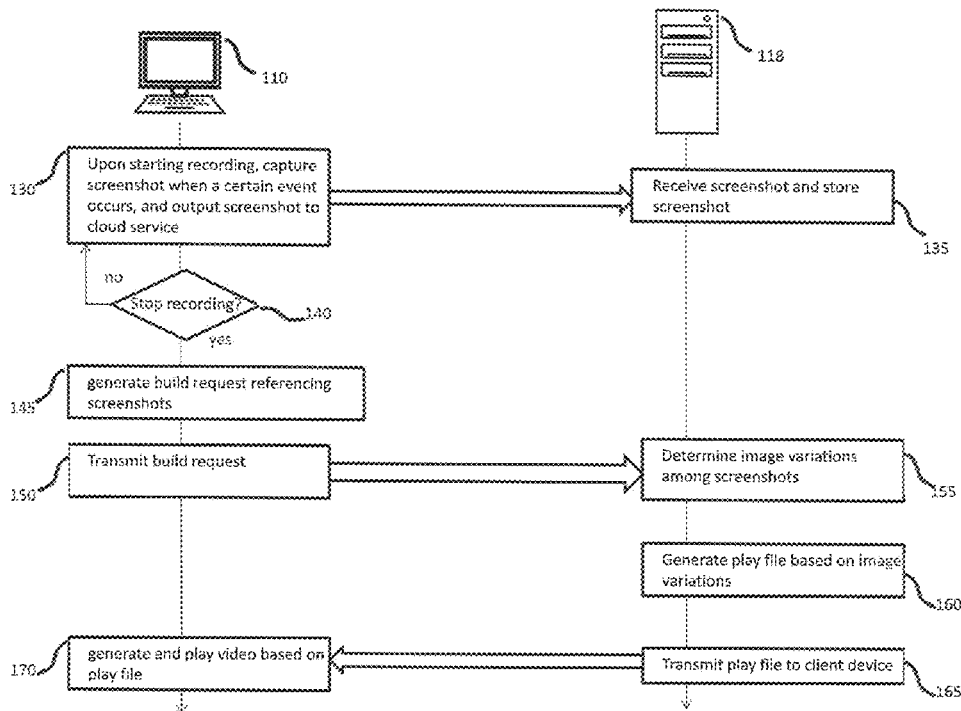 110
118
130
Upon starting recording, capture
screenshot when a certain event
occurs, and output screenshot to
cloud service
Receive screenshot and store
screenshot
135
no
Stop recording?
140
yes
145
generate build request referencing
screenshots
150
Transmit build request
Determine image variations
among screenshots
155
Generate play file based on image
variations
160
170
generate and play video based on
play file
Transmit play file to client device
165